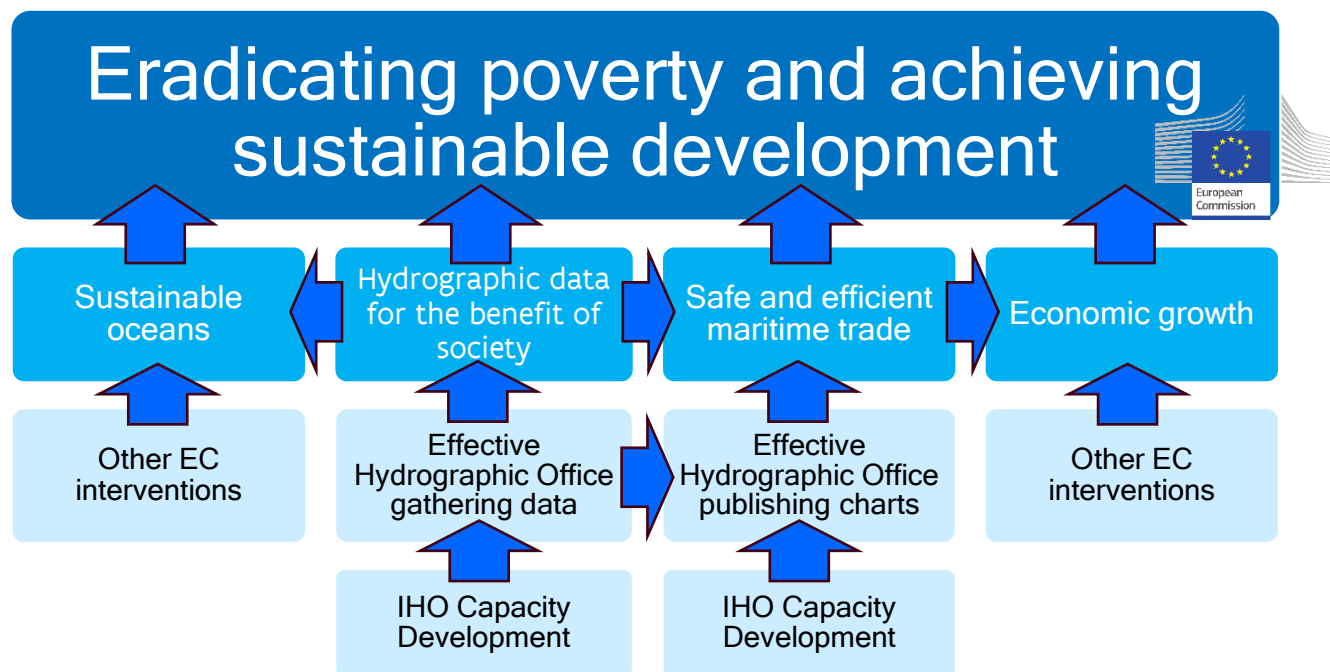 Eradicating poverty and achieving
sustainable development
European
Commission
Sustainable
oceans
Hydrographic data
for the benefit of
society
Safe and efficient
maritime trade
Economic growth
Other EC
interventions
Effective
Hydrographic Office
gathering data
Effective
Hydrographic Office
publishing charts
Other EC
interventions
IHO Capacity
Development
IHO Capacity
Development